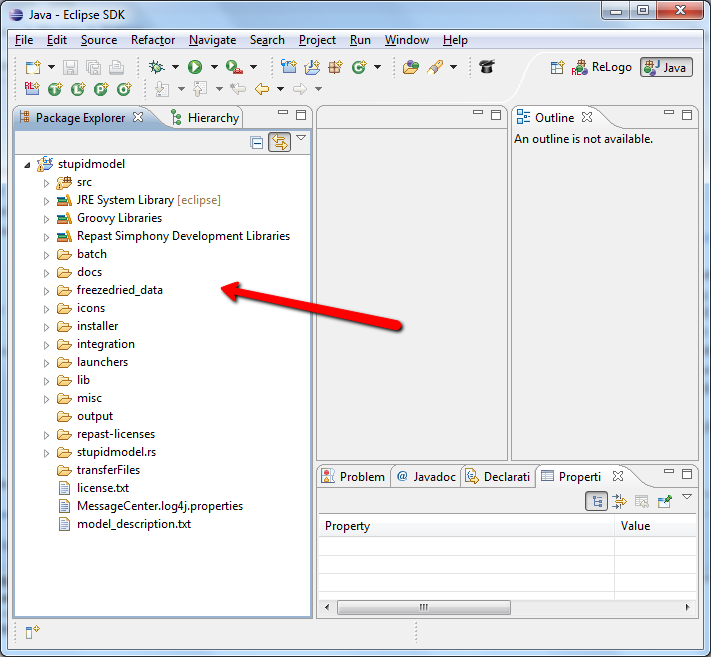 Java - Eclipse SDK
File Edit Source Refactor Navigate Search Project Run Window Help
ReLogo Java
Package Explorer Hierarchy
Outline
An outline is not available.
stupidmodel
src
JRE System Library [eclipse]
Groovy Libraries
Repast Simphony Development Libraries
batch
docs
freezedried_data
icons
installer
integration
launchers
lib
misc
output
repast-licenses
stupidmodel.rs
transferFiles
license.txt
MessageCenter.log4j.properties
model_description.txt
Problem @ Javadoc Declarati Properti
Property Value